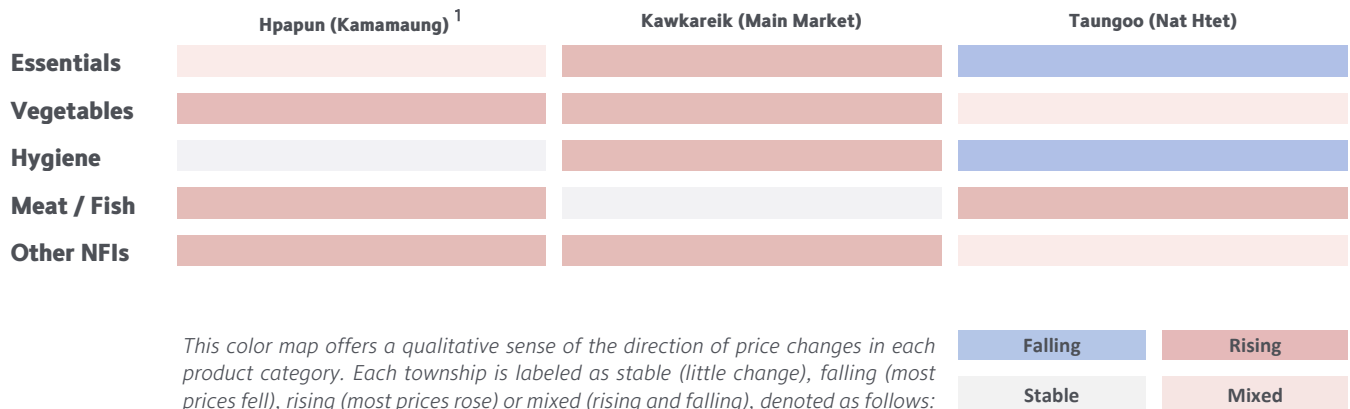 Hpapun (Kamamaung) 1
Kawkareik (Main Market)
Taungoo (Nat Htet)
Essentials
Vegetables
Hygiene
Meat / Fish
Other NFIs
This color map offers a qualitative sense of the direction of price changes in each
product category. Each township is labeled as stable (little change), falling (most
prices fell), rising (most prices rose) or mixed (rising and falling), denoted as follows:
Falling
Rising
Stable
Mixed